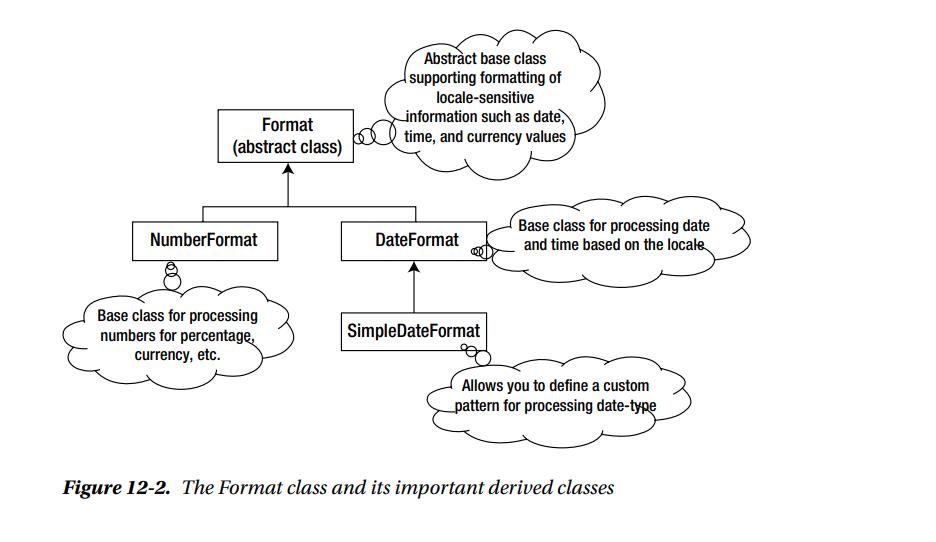 Abstract base class
supporting formatting of
locale-sensitive
information such as date,
time, and currency values
Format
(abstract class)
NumberFormat
DateFormat
Base class for processing date
and time based on the locale
Base class for processing
numbers for percentage,
currency, etc.
SimpleDateFormat
Allows you to define a custom
pattern for processing date-type
Figure 12-2. The Format class and its important derived classes